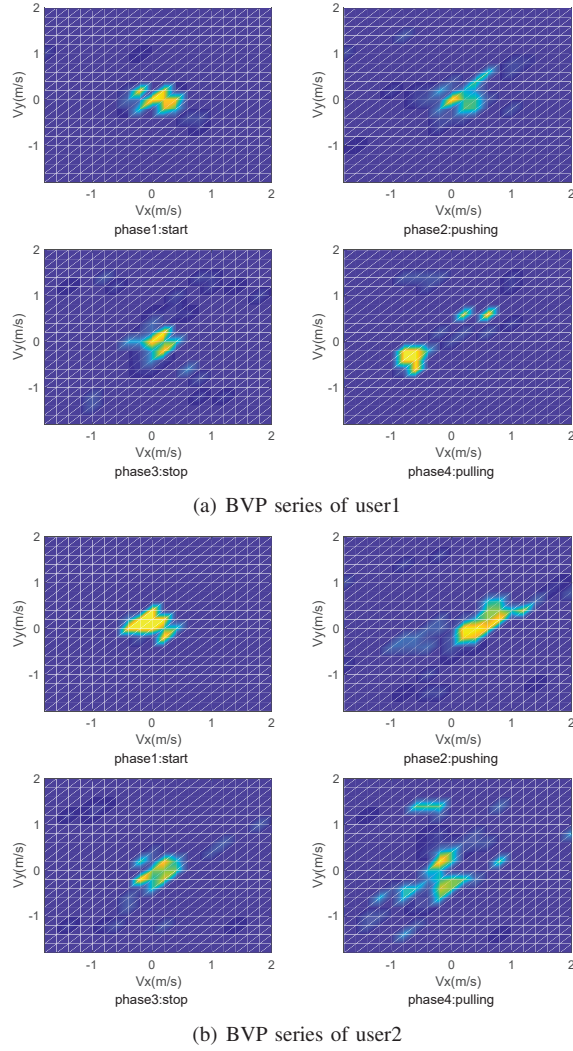 2
1
0
-1
Vy(m/s)
-1 0 1 2
Vx(m/s)
phase1:start
2
1
0
-1
Vy(m/s)
-1 0 1 2
Vx(m/s)
phase2:pushing
2
1
0
-1
Vy(m/s)
-1 0 1 2
Vx(m/s)
phase3:stop
2
1
0
-1
Vy(m/s)
-1 0 1 2
Vx(m/s)
phase4:pulling
(a) BVP series of user1
2
1
0
-1
Vy(m/s)
-1 0 1 2
Vx(m/s)
phase1:start
2
1
0
-1
Vy(m/s)
-1 0 1 2
Vx(m/s)
phase2:pushing
2
1
0
-1
Vy(m/s)
-1 0 1 2
Vx(m/s)
phase3:stop
2
1
0
-1
Vy(m/s)
-1 0 1 2
Vx(m/s)
phase4:pulling
(b) BVP series of user2